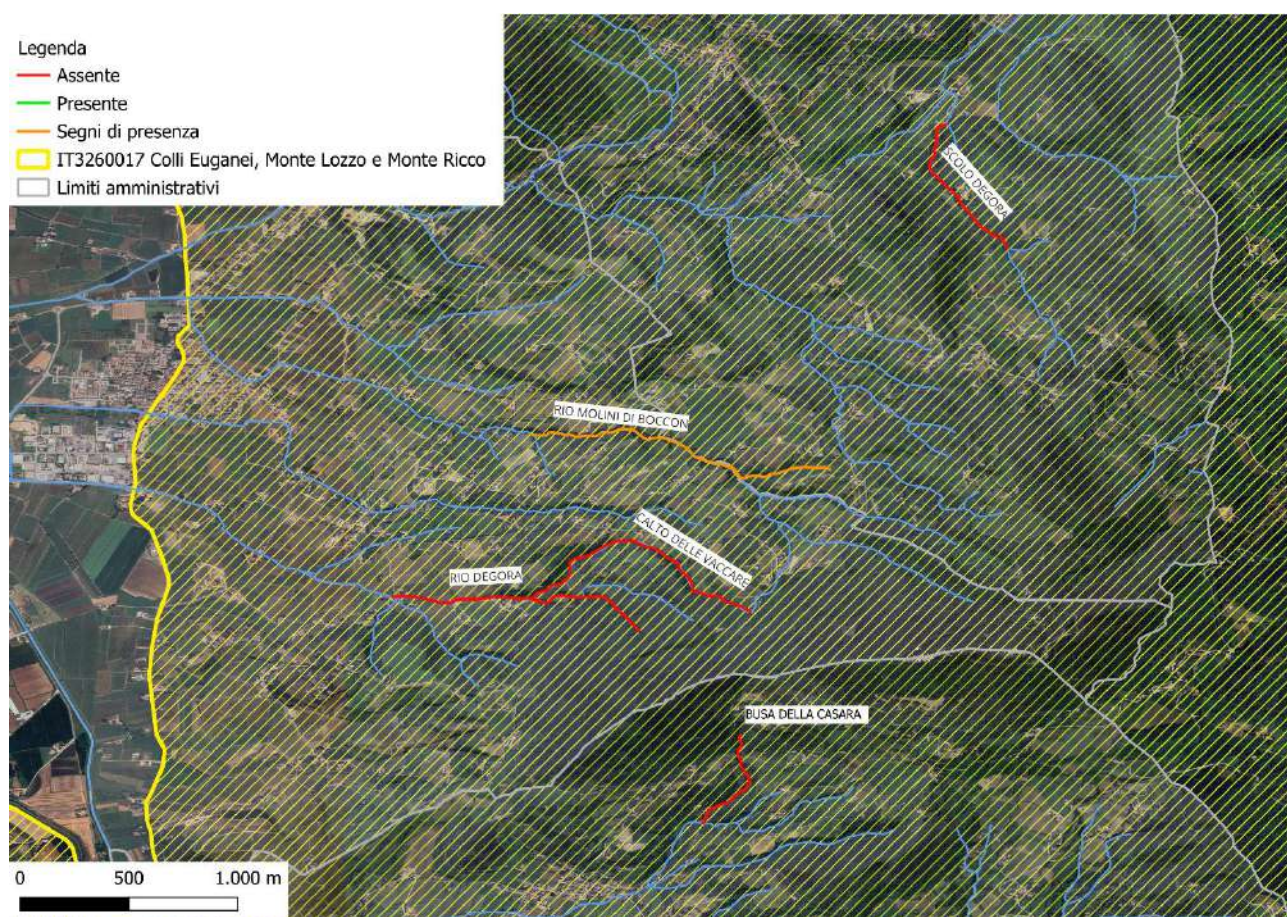 Legenda
Assente
Presente
Segni di presenza
IT3260017 Colli Euganei, Monte Lozzo e Monte Ricco
Limiti amministrativi
SCOLO DEGORA
RIO MOLINI DI BOCCON
CALTO DELLE VACCARE
RIO DEGORA
BUSA DELLA CASARA
0 500 1.000 m